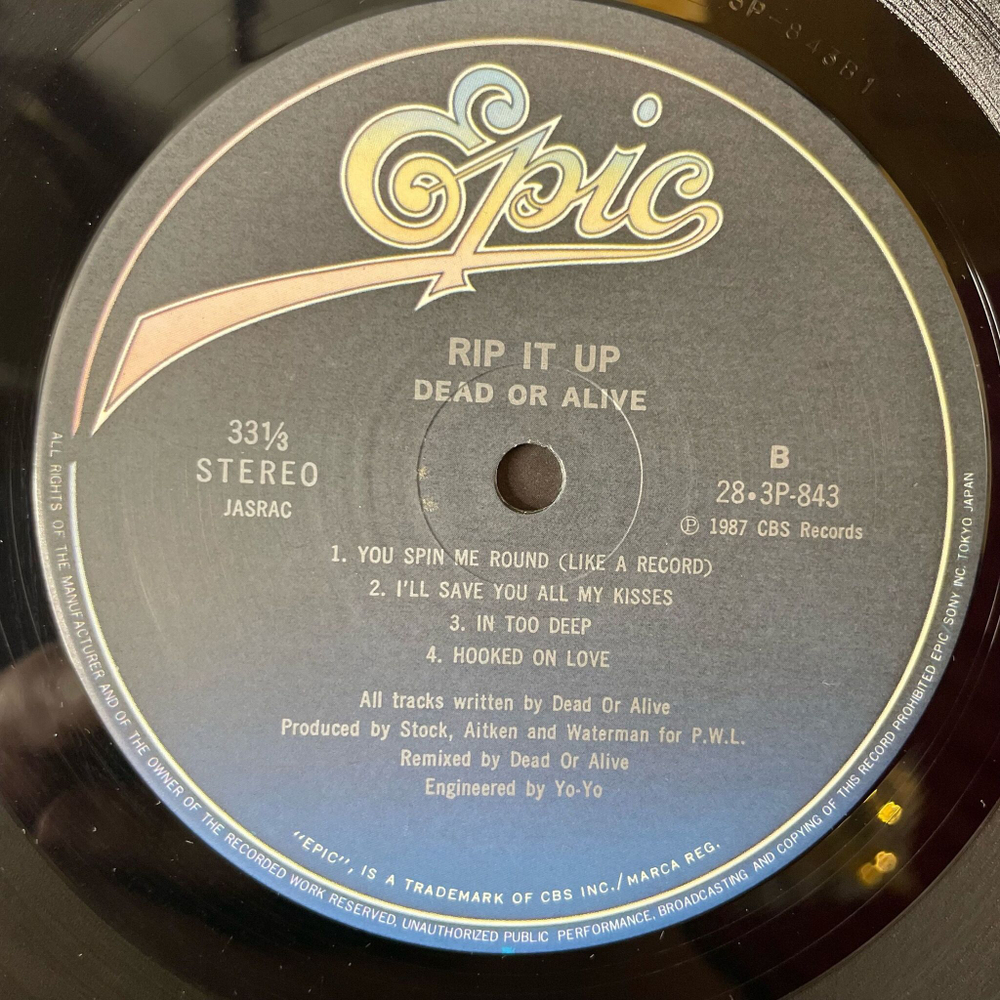 3P-843B1
Epic
RIP IT UP
DEAD OR ALIVE
33⅓
STEREO
JASRAC
B
28・3P-843
Ⓟ 1987 CBS Records
1. YOU SPIN ME ROUND (LIKE A RECORD)
2. I'LL SAVE YOU ALL MY KISSES
3. IN TOO DEEP
4. HOOKED ON LOVE
All tracks written by Dead Or Alive
Produced by Stock, Aitken and Waterman for P.W.L.
Remixed by Dead Or Alive
Engineered by Yo-Yo
"EPIC", IS A TRADEMARK OF CBS INC./MARCA REG.
ALL RIGHTS OF THE MANUFACTURER AND OF THE OWNER OF THE RECORDED WORK RESERVED, UNAUTHORIZED PUBLIC PERFORMANCE, BROADCASTING AND COPYING OF THIS RECORD PROHIBITED EPIC/SONY INC. TOKYO JAPAN